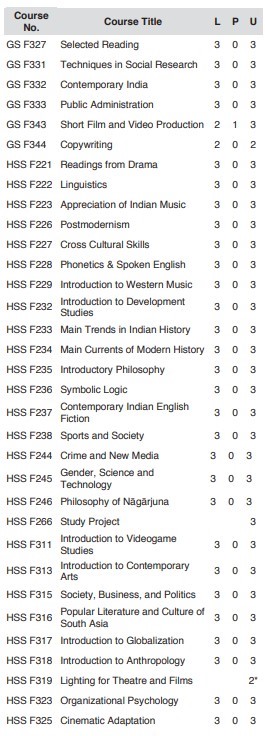 Course
No.
Course Title L P U
GS F327 Selected Reading 3 0 3
GS F331 Techniques in Social Research 3 0 3
GS F332 Contemporary India 3 0 3
GS F333 Public Administration 3 0 3
GS F343 Short Film and Video Production 2 1 3
GS F344 Copywriting 2 0 2
HSS F221 Readings from Drama 3 0 3
HSS F222 Linguistics 3 0 3
HSS F223 Appreciation of Indian Music 3 0 3
HSS F226 Postmodernism 3 0 3
HSS F227 Cross Cultural Skills 3 0 3
HSS F228 Phonetics & Spoken English 3 0 3
HSS F229 Introduction to Western Music 3 0 3
HSS F232 Introduction to Development
Studies 3 0 3
HSS F233 Main Trends in Indian History 3 0 3
HSS F234 Main Currents of Modern History 3 0 3
HSS F235 Introductory Philosophy 3 0 3
HSS F236 Symbolic Logic 3 0 3
HSS F237 Contemporary Indian English
Fiction 3 0 3
HSS F238 Sports and Society 3 0 3
HSS F244 Crime and New Media 3 0 3
HSS F245 Gender, Science and
Technology 3 0 3
HSS F246 Philosophy of Nāgārjuna 3 0 3
HSS F266 Study Project 3
HSS F311 Introduction to Videogame
Studies 3 0 3
HSS F313 Introduction to Contemporary
Arts 3 0 3
HSS F315 Society, Business, and Politics 3 0 3
HSS F316 Popular Literature and Culture of
South Asia 3 0 3
HSS F317 Introduction to Globalization 3 0 3
HSS F318 Introduction to Anthropology 3 0 3
HSS F319 Lighting for Theatre and Films 2*
HSS F323 Organizational Psychology 3 0 3
HSS F325 Cinematic Adaptation 3 0 3